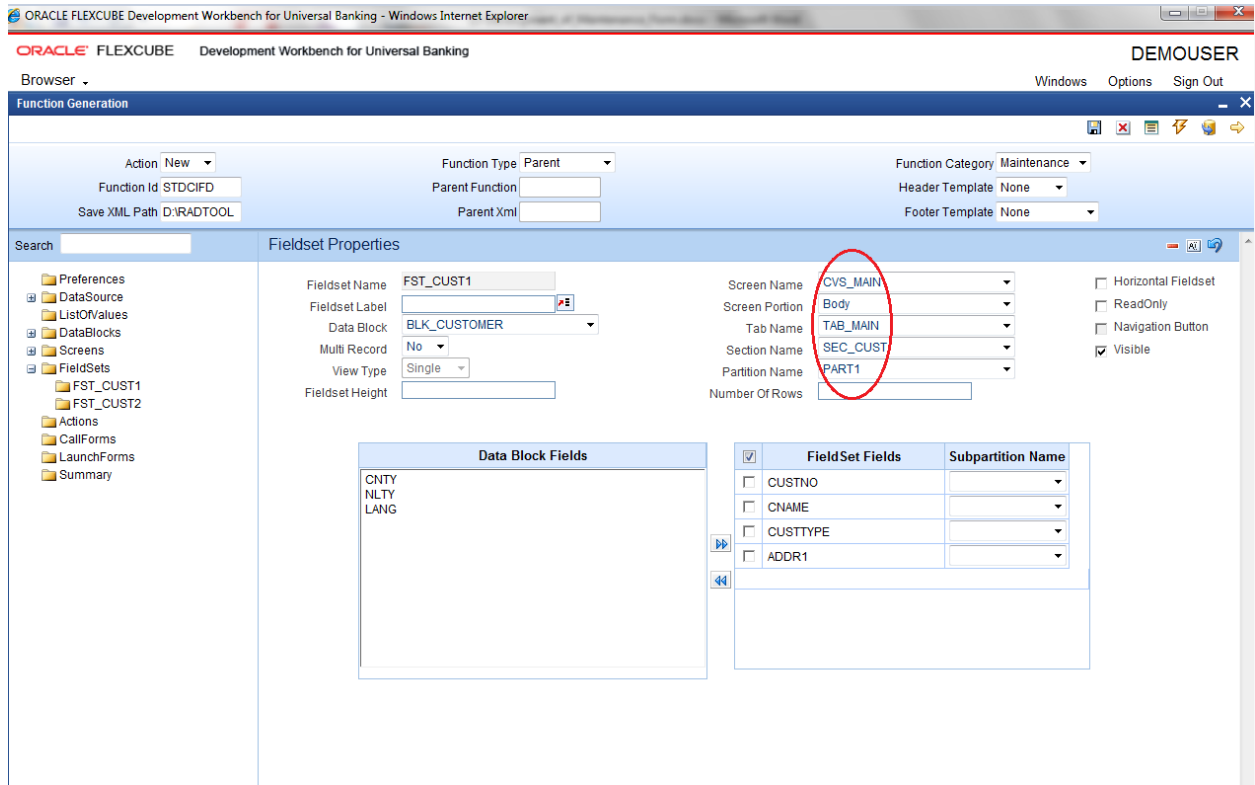 ORACLE FLEXCUBE Development Workbench for Universal Banking - Windows Internet Explorer
ORACLE FLEXCUBE Development Workbench for Universal Banking
DEMOUSER
Browser
Windows Options Sign Out
Function Generation
Action New Function Type Parent Function Category Maintenance
Function Id STDCIFD Parent Function Header Template None
Save XML Path D:\RADTOOL Parent Xml Footer Template None
Search
Preferences
DataSource
ListOfValues
DataBlocks
Screens
FieldSets
FST_CUST1
FST_CUST2
Actions
CallForms
LaunchForms
Summary
Fieldset Properties
Fieldset Name FST_CUST1 Screen Name CVS_MAIN Horizontal Fieldset
Fieldset Label Screen Portion Body ReadOnly
Data Block BLK_CUSTOMER Tab Name TAB_MAIN Navigation Button
Multi Record No Section Name SEC_CUST Visible
View Type Single Partition Name PART1
Fieldset Height Number Of Rows
Data Block Fields
CNTY
NLTY
LANG
FieldSet Fields Subpartition Name
CUSTNO
CNAME
CUSTTYPE
ADDR1